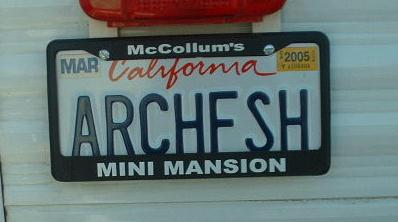 McCollum's
MAR California 2005
ARCHFSH
MINI MANSION